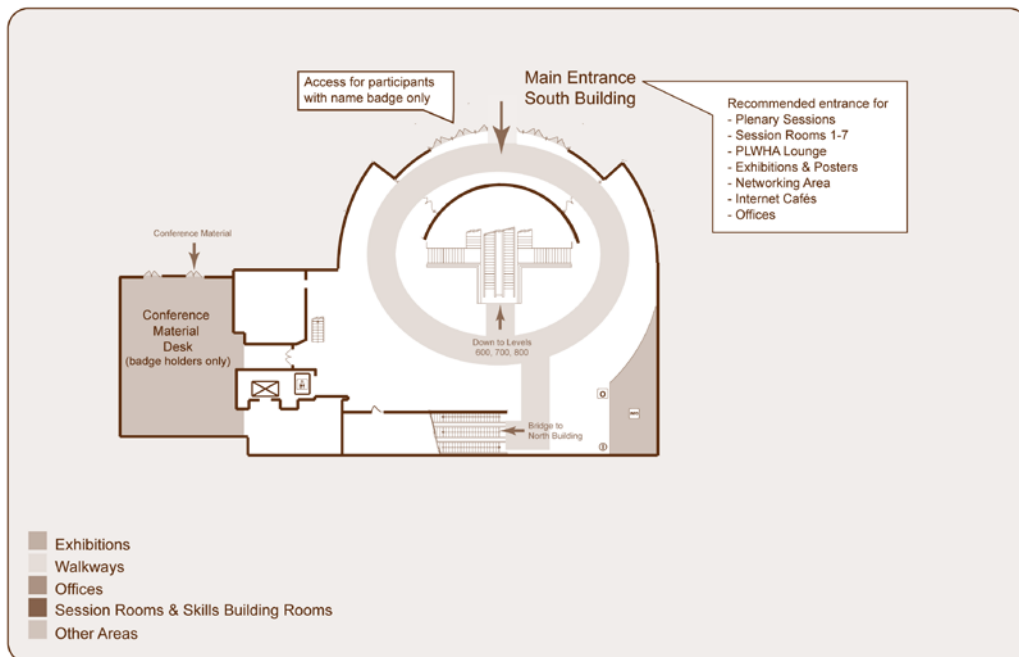 Access for participants
with name badge only
Main Entrance
South Building
Recommended entrance for
- Plenary Sessions
- Session Rooms 1-7
- PLWHA Lounge
- Exhibitions & Posters
- Networking Area
- Internet Cafés
- Offices
Conference Material
Conference
Material
Desk
(badge holders only)
Down to Levels
600, 700, 800
Bridge to
North Building
Exhibitions
Walkways
Offices
Session Rooms & Skills Building Rooms
Other Areas